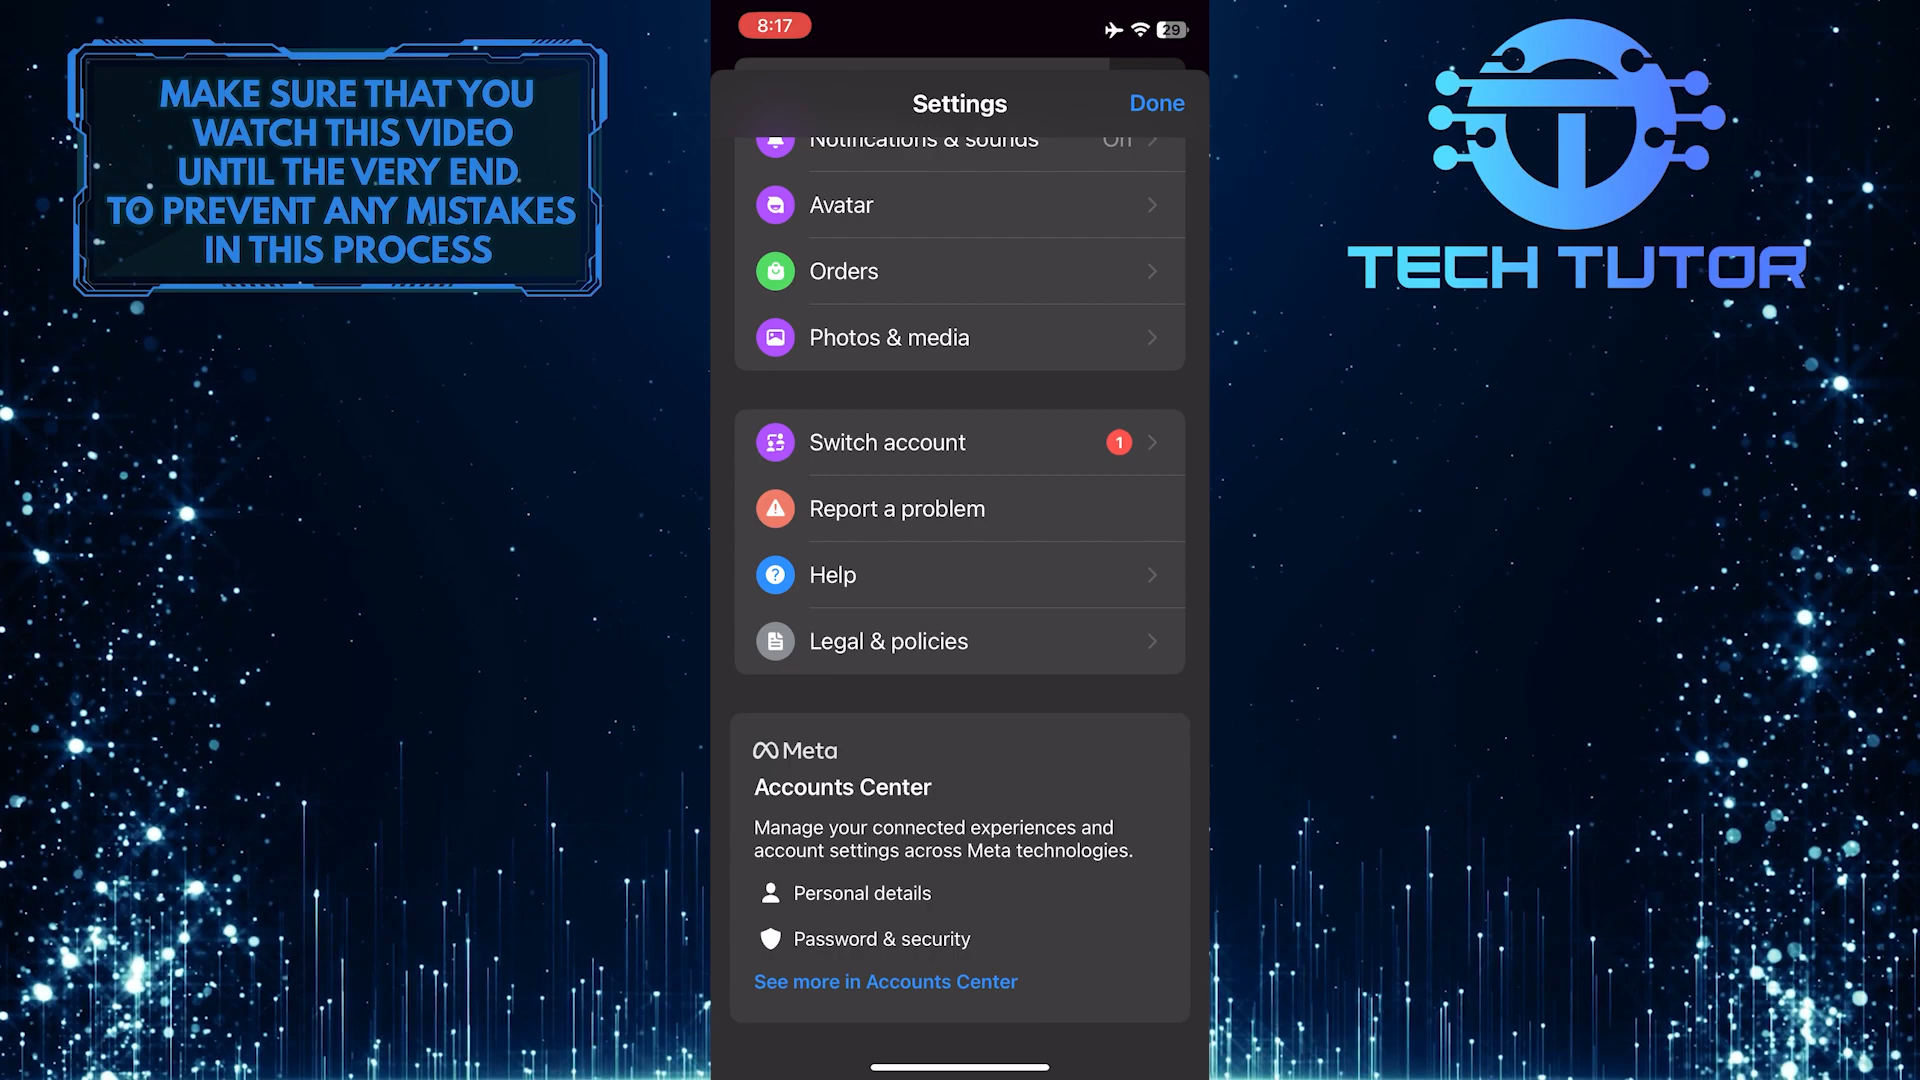 MAKE SURE THAT YOU
WATCH THIS VIDEO
UNTIL THE VERY END
TO PREVENT ANY MISTAKES
IN THIS PROCESS
8:17
29
Settings
Done
Notifications & sounds
On
Avatar
Orders
Photos & media
Switch account
1
Report a problem
Help
Legal & policies
Meta
Accounts Center
Manage your connected experiences and
account settings across Meta technologies.
Personal details
Password & security
See more in Accounts Center
TECH TUTOR